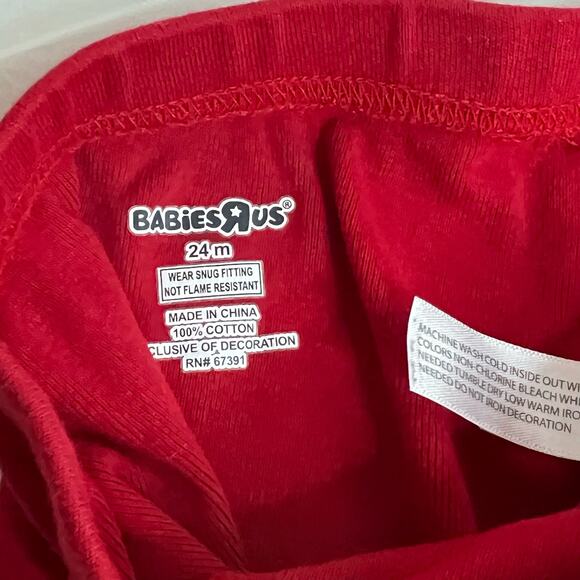 BABIESRUS®
24 m
WEAR SNUG FITTING
NOT FLAME RESISTANT
MADE IN CHINA
100% COTTON
CLUSIVE OF DECORATION
RN# 67391
MACHINE WASH COLD INSIDE OUT WI
COLORS NON-CHLORINE BLEACH WHE
NEEDED TUMBLE DRY LOW WARM IRO
NEEDED DO NOT IRON DECORATION